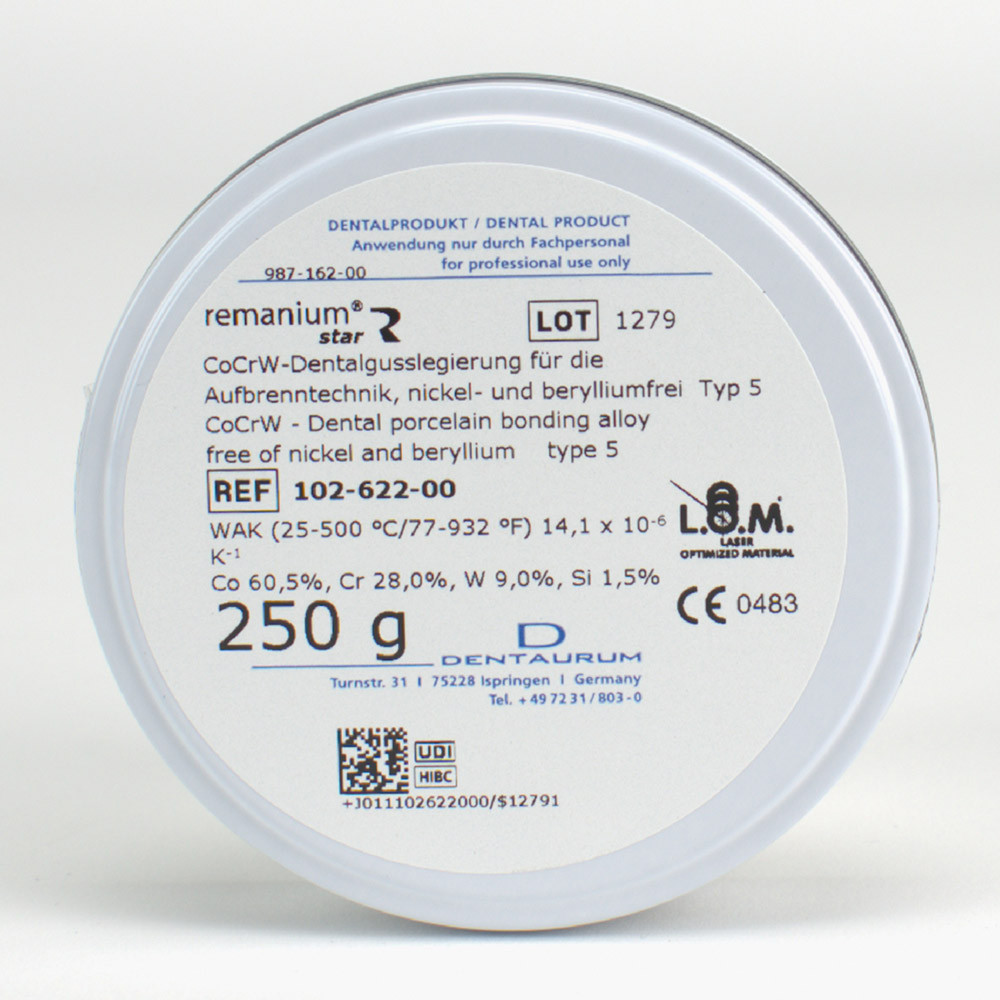 DENTALPRODUKT / DENTAL PRODUCT
Anwendung nur durch Fachpersonal
for professional use only
987-162-00
remanium®
star
LOT 1279
CoCrW-Dentalgusslegierung für die
Aufbrenntechnik, nickel- und berylliumfrei Typ 5
CoCrW - Dental porcelain bonding alloy
free of nickel and beryllium type 5
REF 102-622-00
WAK (25-500 °C/77-932 °F) 14,1 x 10⁻⁶
K⁻¹
L.O.M.
LASER
OPTIMIZED MATERIAL
Co 60,5%, Cr 28,0%, W 9,0%, Si 1,5%
CE 0483
250 g
D
DENTAURUM
Turnstr. 31 I 75228 Ispringen I Germany
Tel. +49 72 31 / 803-0
UDI
HIBC
+J011102622000/$12791